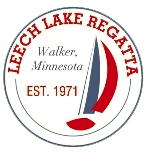 LEECH LAKE REGATTA
Walker,
Minnesota
EST. 1971